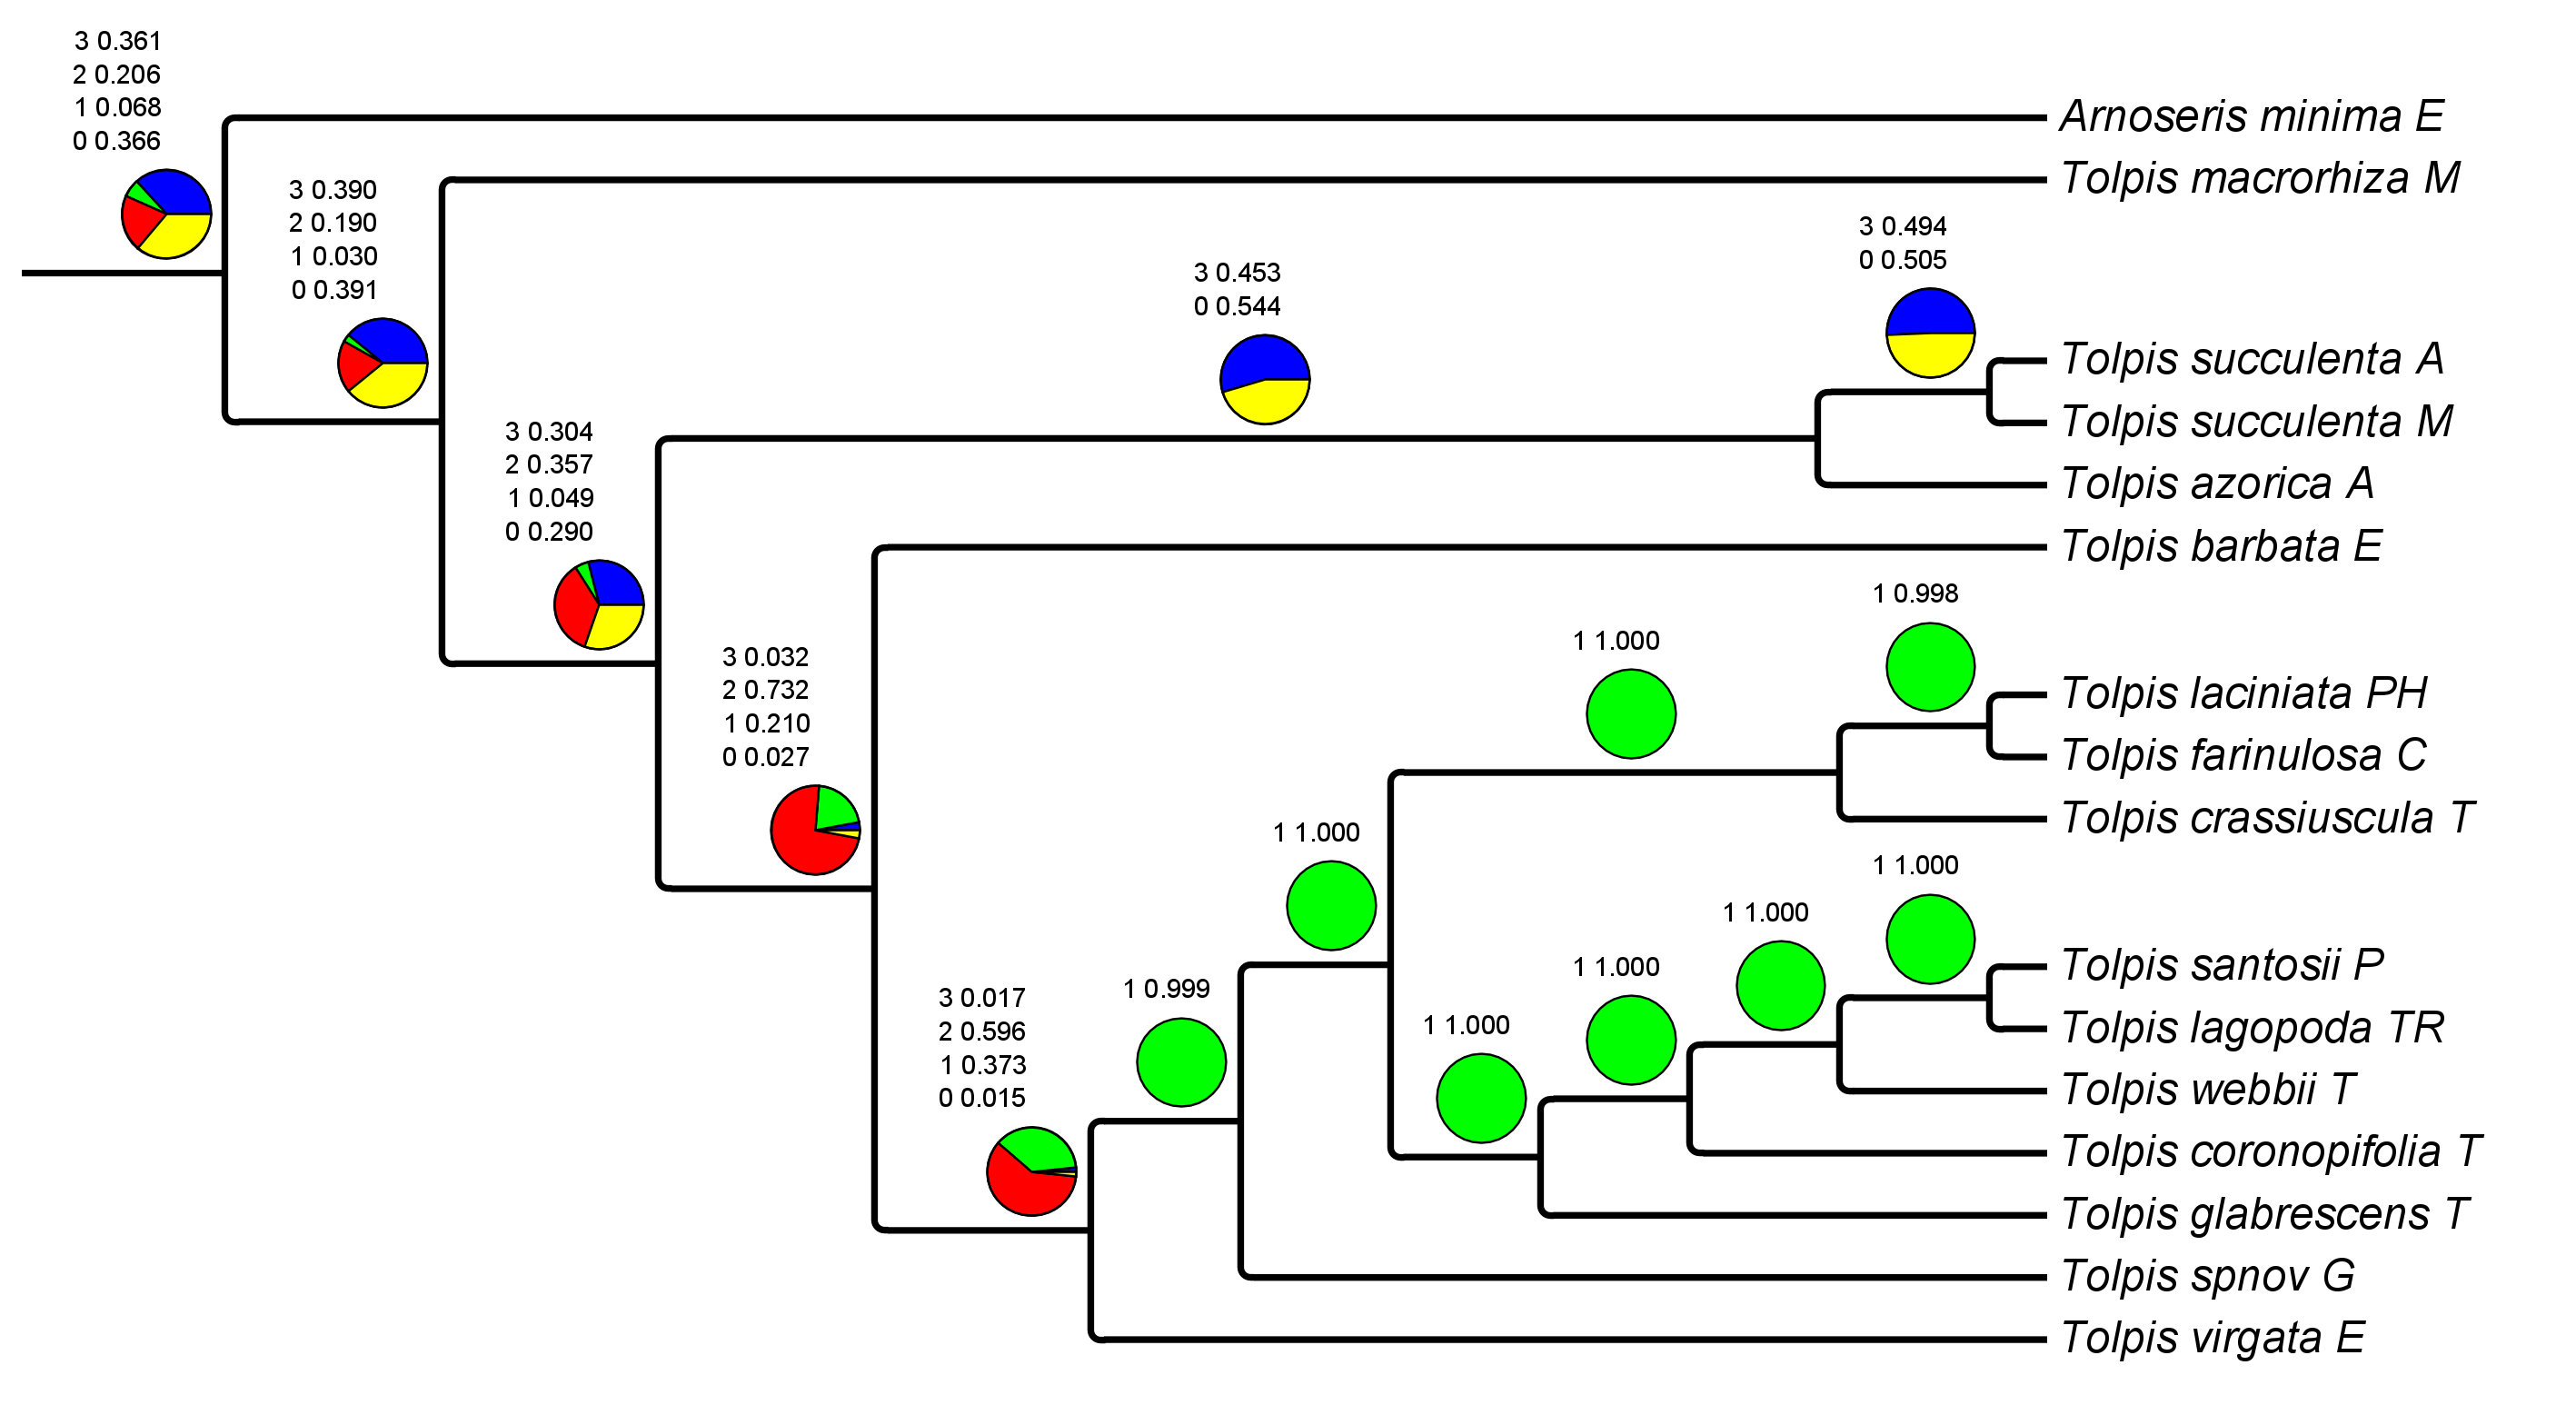 3 0.361
2 0.206
1 0.068
0 0.366
Arnoseris minima E
Tolpis macrorhiza M
3 0.390
2 0.190
1 0.030
0 0.391
3 0.494
0 0.505
3 0.453
0 0.544
Tolpis succulenta A
Tolpis succulenta M
3 0.304
2 0.357
1 0.049
0 0.290
Tolpis azorica A
Tolpis barbata E
1 0.998
1 1.000
3 0.032
2 0.732
1 0.210
0 0.027
Tolpis laciniata PH
Tolpis farinulosa C
Tolpis crassiuscula T
1 1.000
1 1.000
1 1.000
1 1.000
Tolpis santosii P
1 0.999
3 0.017
2 0.596
1 0.373
0 0.015
1 1.000
Tolpis lagopoda TR
Tolpis webbii T
Tolpis coronopifolia T
Tolpis glabrescens T
Tolpis spnov G
Tolpis virgata E